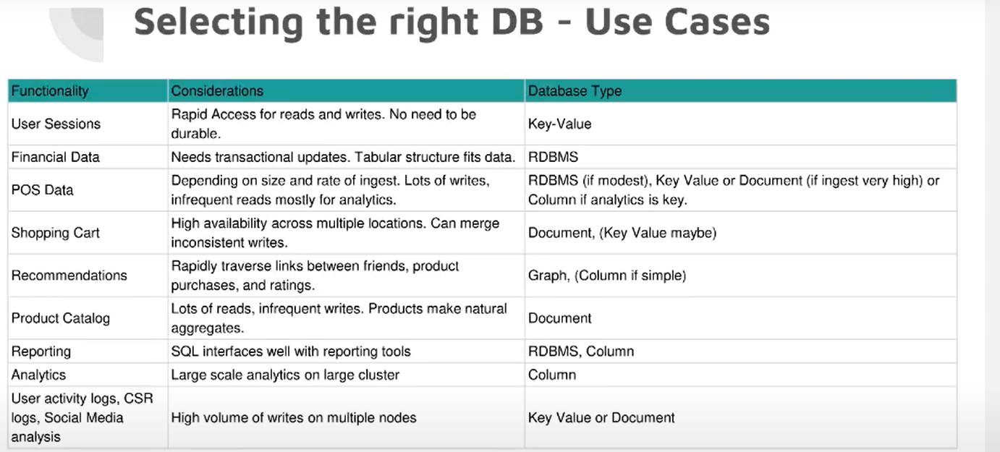 Selecting the right DB - Use Cases
Functionality
Considerations
Database Type
User Sessions
Rapid Access for reads and writes. No need to be
durable.
Key-Value
Financial Data
Needs transactional updates. Tabular structure fits data.
RDBMS
POS Data
Depending on size and rate of ingest. Lots of writes,
infrequent reads mostly for analytics.
RDBMS (if modest), Key Value or Document (if ingest very high) or
Column if analytics is key.
Shopping Cart
High availability across multiple locations. Can merge
inconsistent writes.
Document, (Key Value maybe)
Recommendations
Rapidly traverse links between friends, product
purchases, and ratings.
Graph, (Column if simple)
Product Catalog
Lots of reads, infrequent writes. Products make natural
aggregates.
Document
Reporting
SQL interfaces well with reporting tools
RDBMS, Column
Analytics
Large scale analytics on large cluster
Column
User activity logs, CSR
logs, Social Media
analysis
High volume of writes on multiple nodes
Key Value or Document